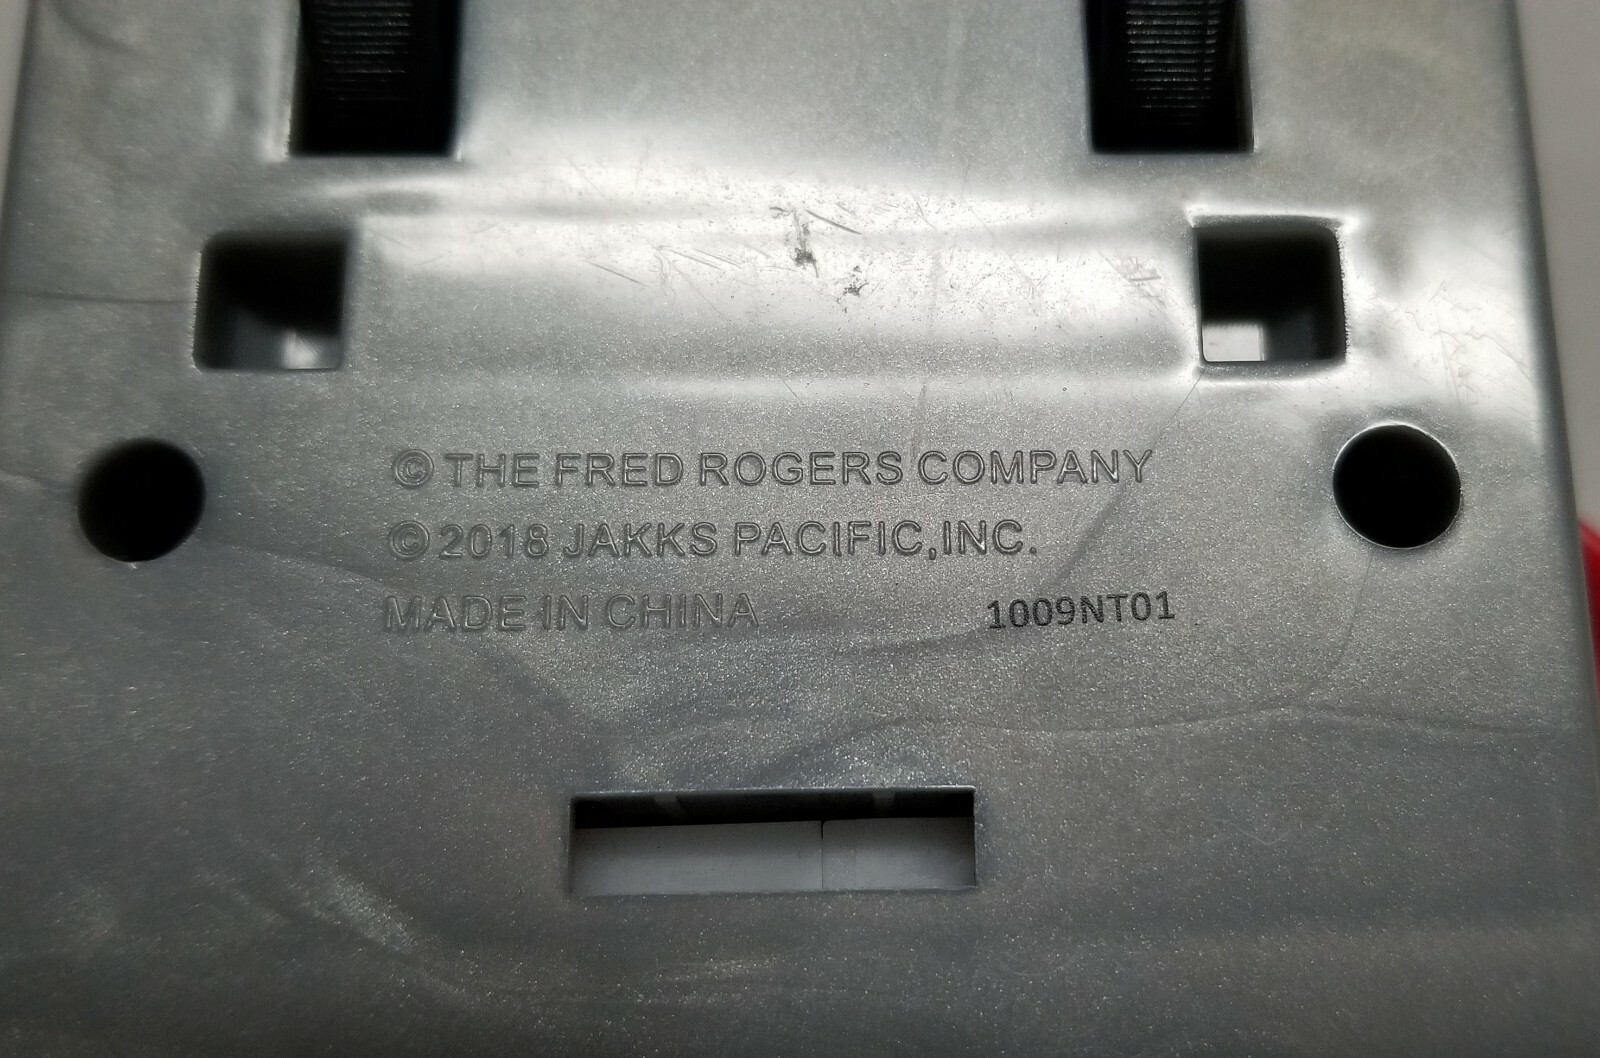 © THE FRED ROGERS COMPANY
© 2018 JAKKS PACIFIC, INC.
MADE IN CHINA 1009NT01